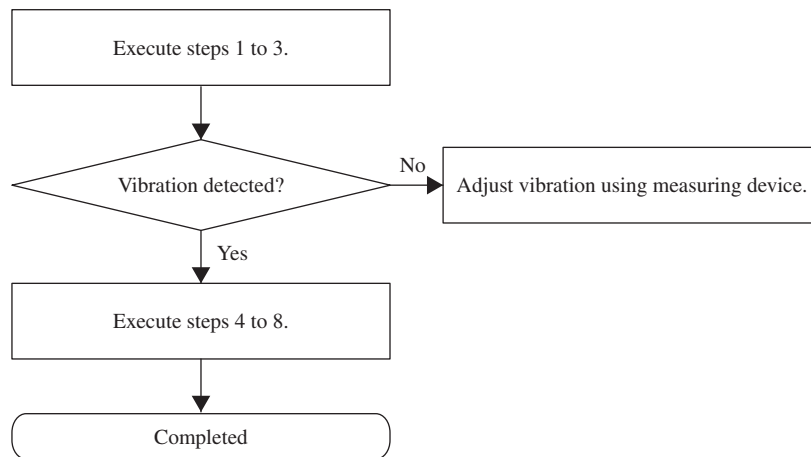 Execute steps 1 to 3.
Vibration detected?
No
Adjust vibration using measuring device.
Yes
Execute steps 4 to 8.
Completed